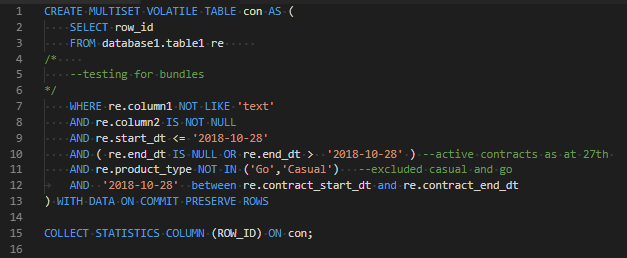 1 CREATE MULTISET VOLATILE TABLE con AS (
2 SELECT row_id
3 FROM database1.table1 re
4 /*
5 --testing for bundles
6 */
7 WHERE re.column1 NOT LIKE 'text'
8 AND re.column2 IS NOT NULL
9 AND re.start_dt <= '2018-10-28'
10 AND ( re.end_dt IS NULL OR re.end_dt > '2018-10-28' ) --active contracts as at 27th
11 AND re.product_type NOT IN ('Go','Casual') --excluded casual and go
12 AND '2018-10-28' between re.contract_start_dt and re.contract_end_dt
13 ) WITH DATA ON COMMIT PRESERVE ROWS
14
15 COLLECT STATISTICS COLUMN (ROW_ID) ON con;
16